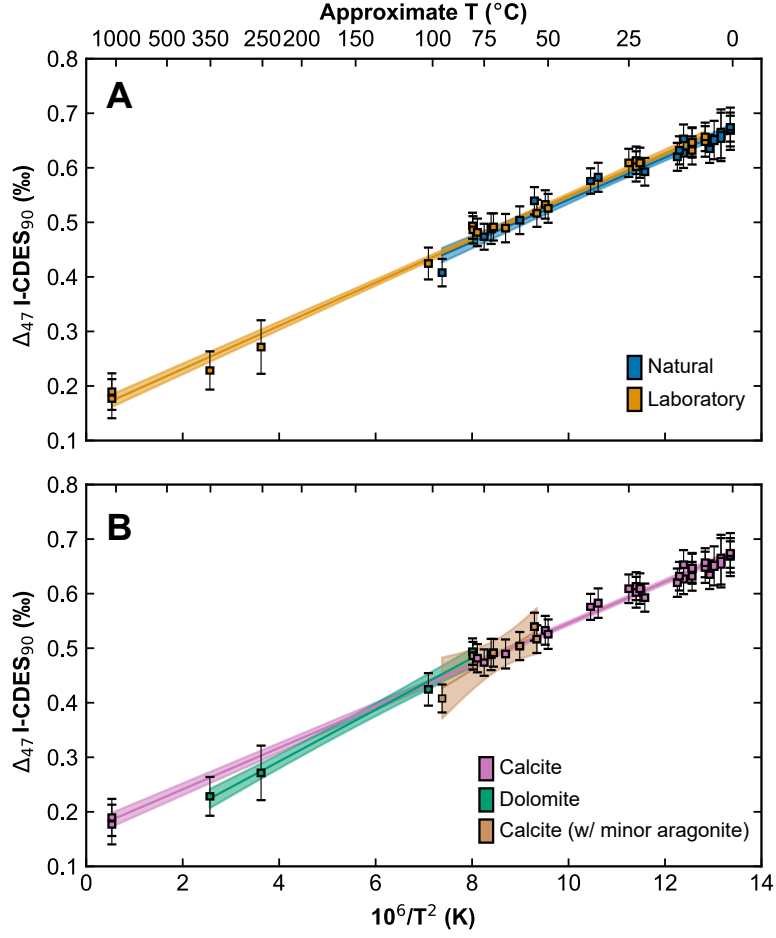 Approximate T (°C)
1000 500 350 250 200 150 100 75 50 25 0
0.8
A
0.7
0.6
0.5
0.4
0.3
0.2
0.1
Δ47 I-CDES90 (‰)
Natural
Laboratory
0.8
B
0.7
0.6
0.5
0.4
0.3
0.2
0.1
Δ47 I-CDES90 (‰)
Calcite
Dolomite
Calcite (w/ minor aragonite)
0 2 4 6 8 10 12 14
10⁶/T² (K)